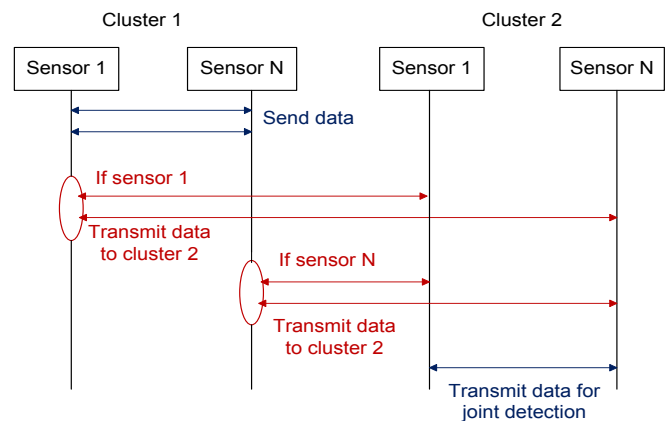 Cluster 1
Cluster 2
Sensor 1
Sensor N
Sensor 1
Sensor N
Send data
If sensor 1
Transmit data
to cluster 2
If sensor N
Transmit data
to cluster 2
Transmit data for
joint detection